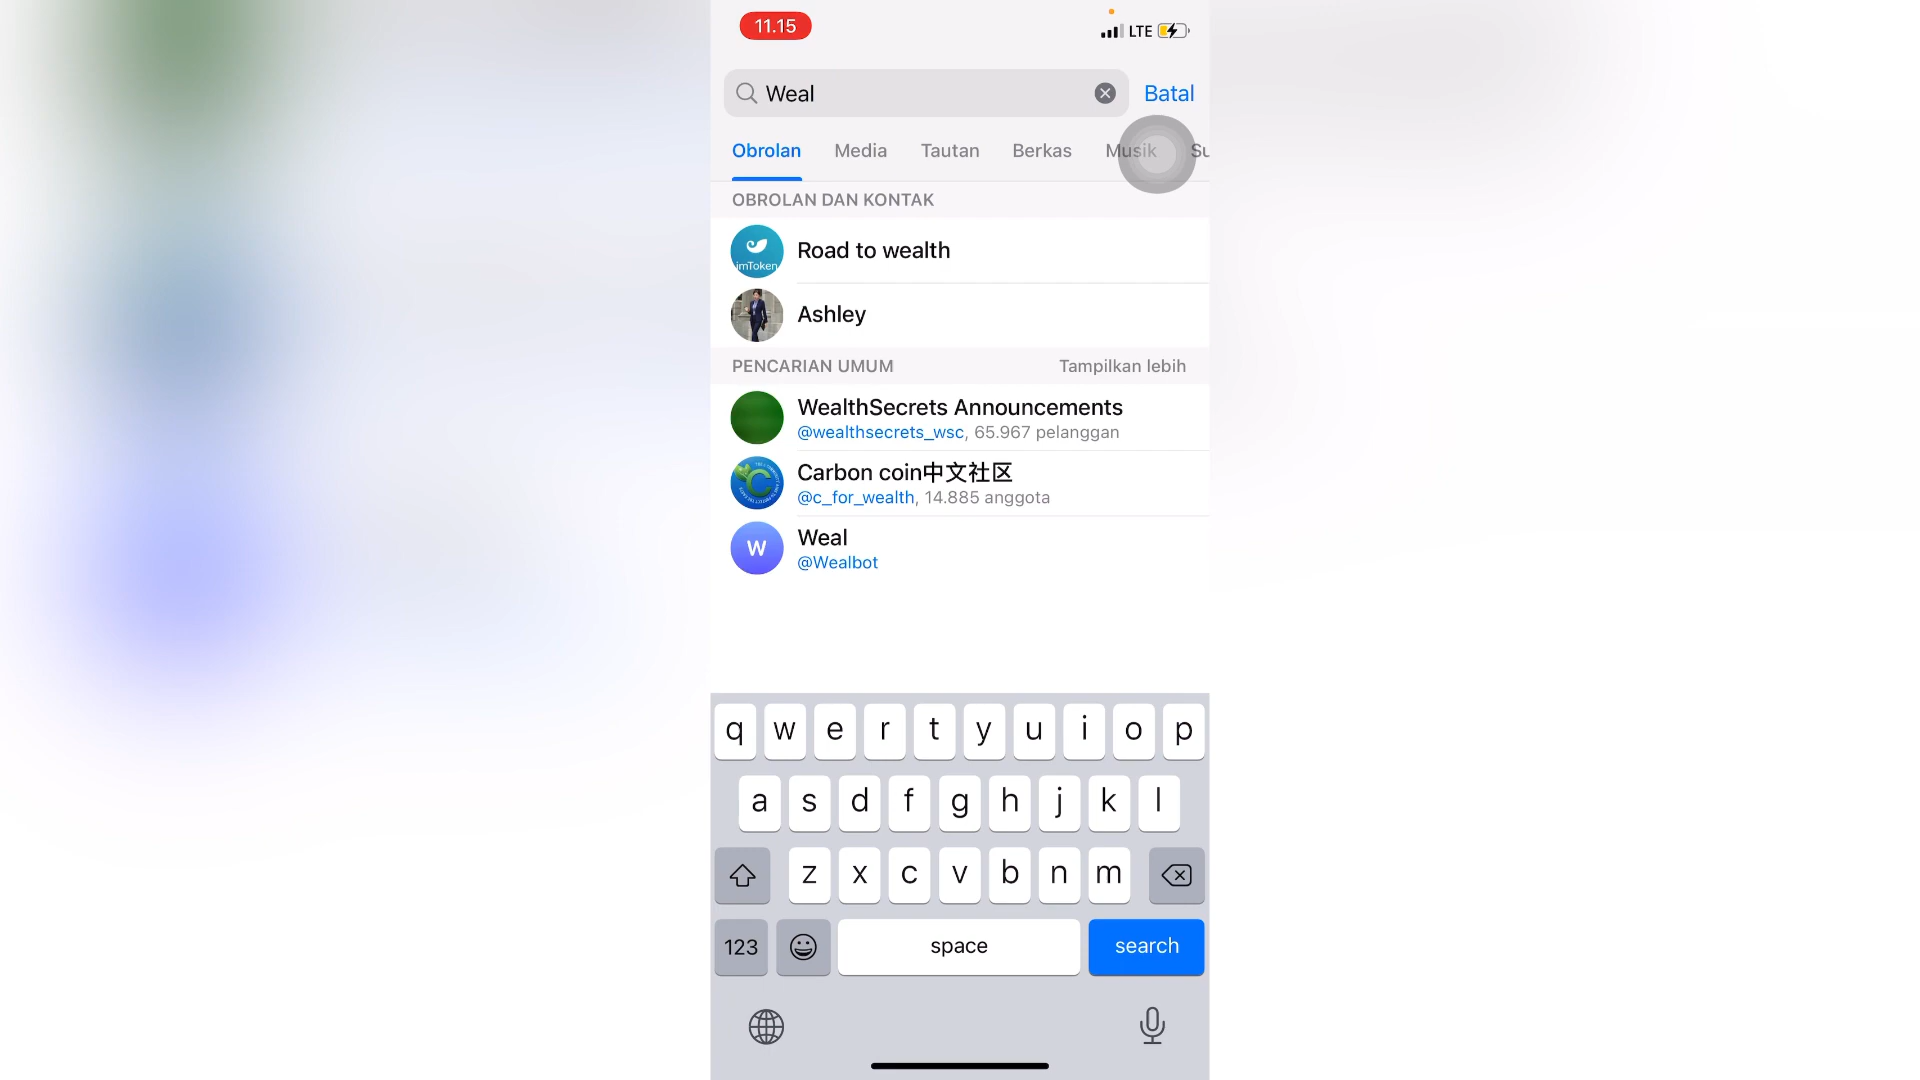 11.15
LTE
Weal
Batal
Obrolan Media Tautan Berkas Musik Su
OBROLAN DAN KONTAK
imToken
Road to wealth
Ashley
PENCARIAN UMUM Tampilkan lebih
WealthSecrets Announcements
@wealthsecrets_wsc, 65.967 pelanggan
C
Carbon coin中文社区
@c_for_wealth, 14.885 anggota
W
Weal
@Wealbot
q w e r t y u i o p
a s d f g h j k l
z x c v b n m
123 space search